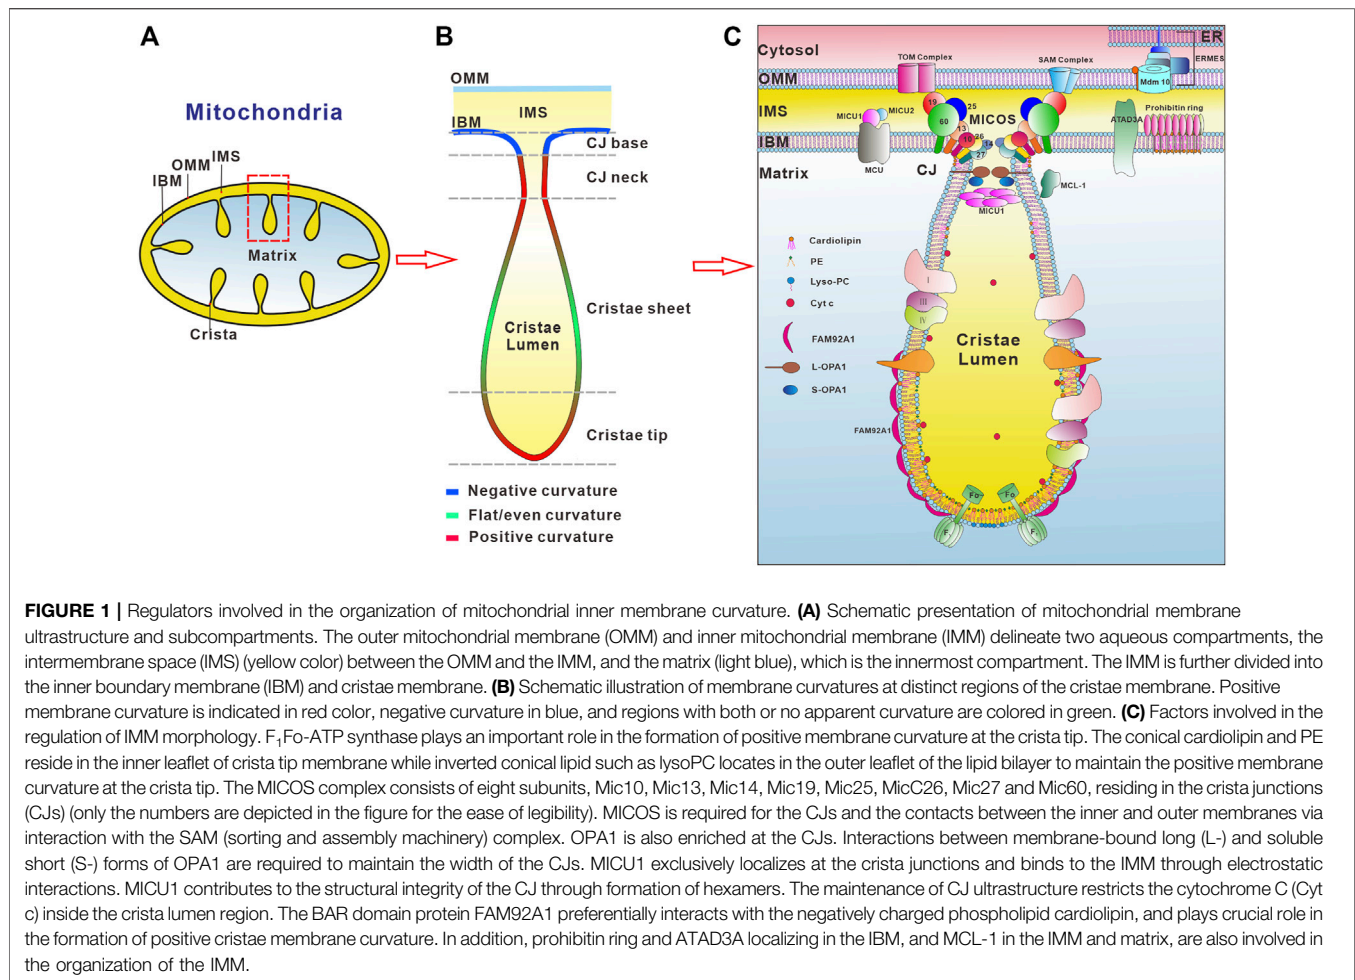 A
B
C
Mitochondria
OMM
IMS
IBM
Matrix
Crista
OMM
IMS
IBM
CJ base
CJ neck
Cristae sheet
Cristae
Lumen
Cristae tip
Negative curvature
Flat/even curvature
Positive curvature
Cytosol
ER
TOM Complex
SAM Complex
ERMES
OMM
Mdm 10
19
25
IMS
MICU2
MICU1
60
MICOS
ATAD3A
Prohibitin ring
13
IBM
10
26
14
27
MCU
CJ
Matrix
MCL-1
MICU1
Cardiolipin
PE
Lyso-PC
Cyt c
FAM92A1
L-OPA1
S-OPA1
I
III
IV
Cristae
Lumen
FAM92A1
Fo
Fo
F
F
FIGURE 1 | Regulators involved in the organization of mitochondrial inner membrane curvature. (A) Schematic presentation of mitochondrial membrane
ultrastructure and subcompartments. The outer mitochondrial membrane (OMM) and inner mitochondrial membrane (IMM) delineate two aqueous compartments, the
intermembrane space (IMS) (yellow color) between the OMM and the IMM, and the matrix (light blue), which is the innermost compartment. The IMM is further divided into
the inner boundary membrane (IBM) and cristae membrane. (B) Schematic illustration of membrane curvatures at distinct regions of the cristae membrane. Positive
membrane curvature is indicated in red color, negative curvature in blue, and regions with both or no apparent curvature are colored in green. (C) Factors involved in the
regulation of IMM morphology. F₁Fo-ATP synthase plays an important role in the formation of positive membrane curvature at the crista tip. The conical cardiolipin and PE
reside in the inner leaflet of crista tip membrane while inverted conical lipid such as lysoPC locates in the outer leaflet of the lipid bilayer to maintain the positive membrane
curvature at the crista tip. The MICOS complex consists of eight subunits, Mic10, Mic13, Mic14, Mic19, Mic25, MicC26, Mic27 and Mic60, residing in the crista junctions
(CJs) (only the numbers are depicted in the figure for the ease of legibility). MICOS is required for the CJs and the contacts between the inner and outer membranes via
interaction with the SAM (sorting and assembly machinery) complex. OPA1 is also enriched at the CJs. Interactions between membrane-bound long (L-) and soluble
short (S-) forms of OPA1 are required to maintain the width of the CJs. MICU1 exclusively localizes at the crista junctions and binds to the IMM through electrostatic
interactions. MICU1 contributes to the structural integrity of the CJ through formation of hexamers. The maintenance of CJ ultrastructure restricts the cytochrome C (Cyt
c) inside the crista lumen region. The BAR domain protein FAM92A1 preferentially interacts with the negatively charged phospholipid cardiolipin, and plays crucial role in
the formation of positive cristae membrane curvature. In addition, prohibitin ring and ATAD3A localizing in the IBM, and MCL-1 in the IMM and matrix, are also involved in
the organization of the IMM.